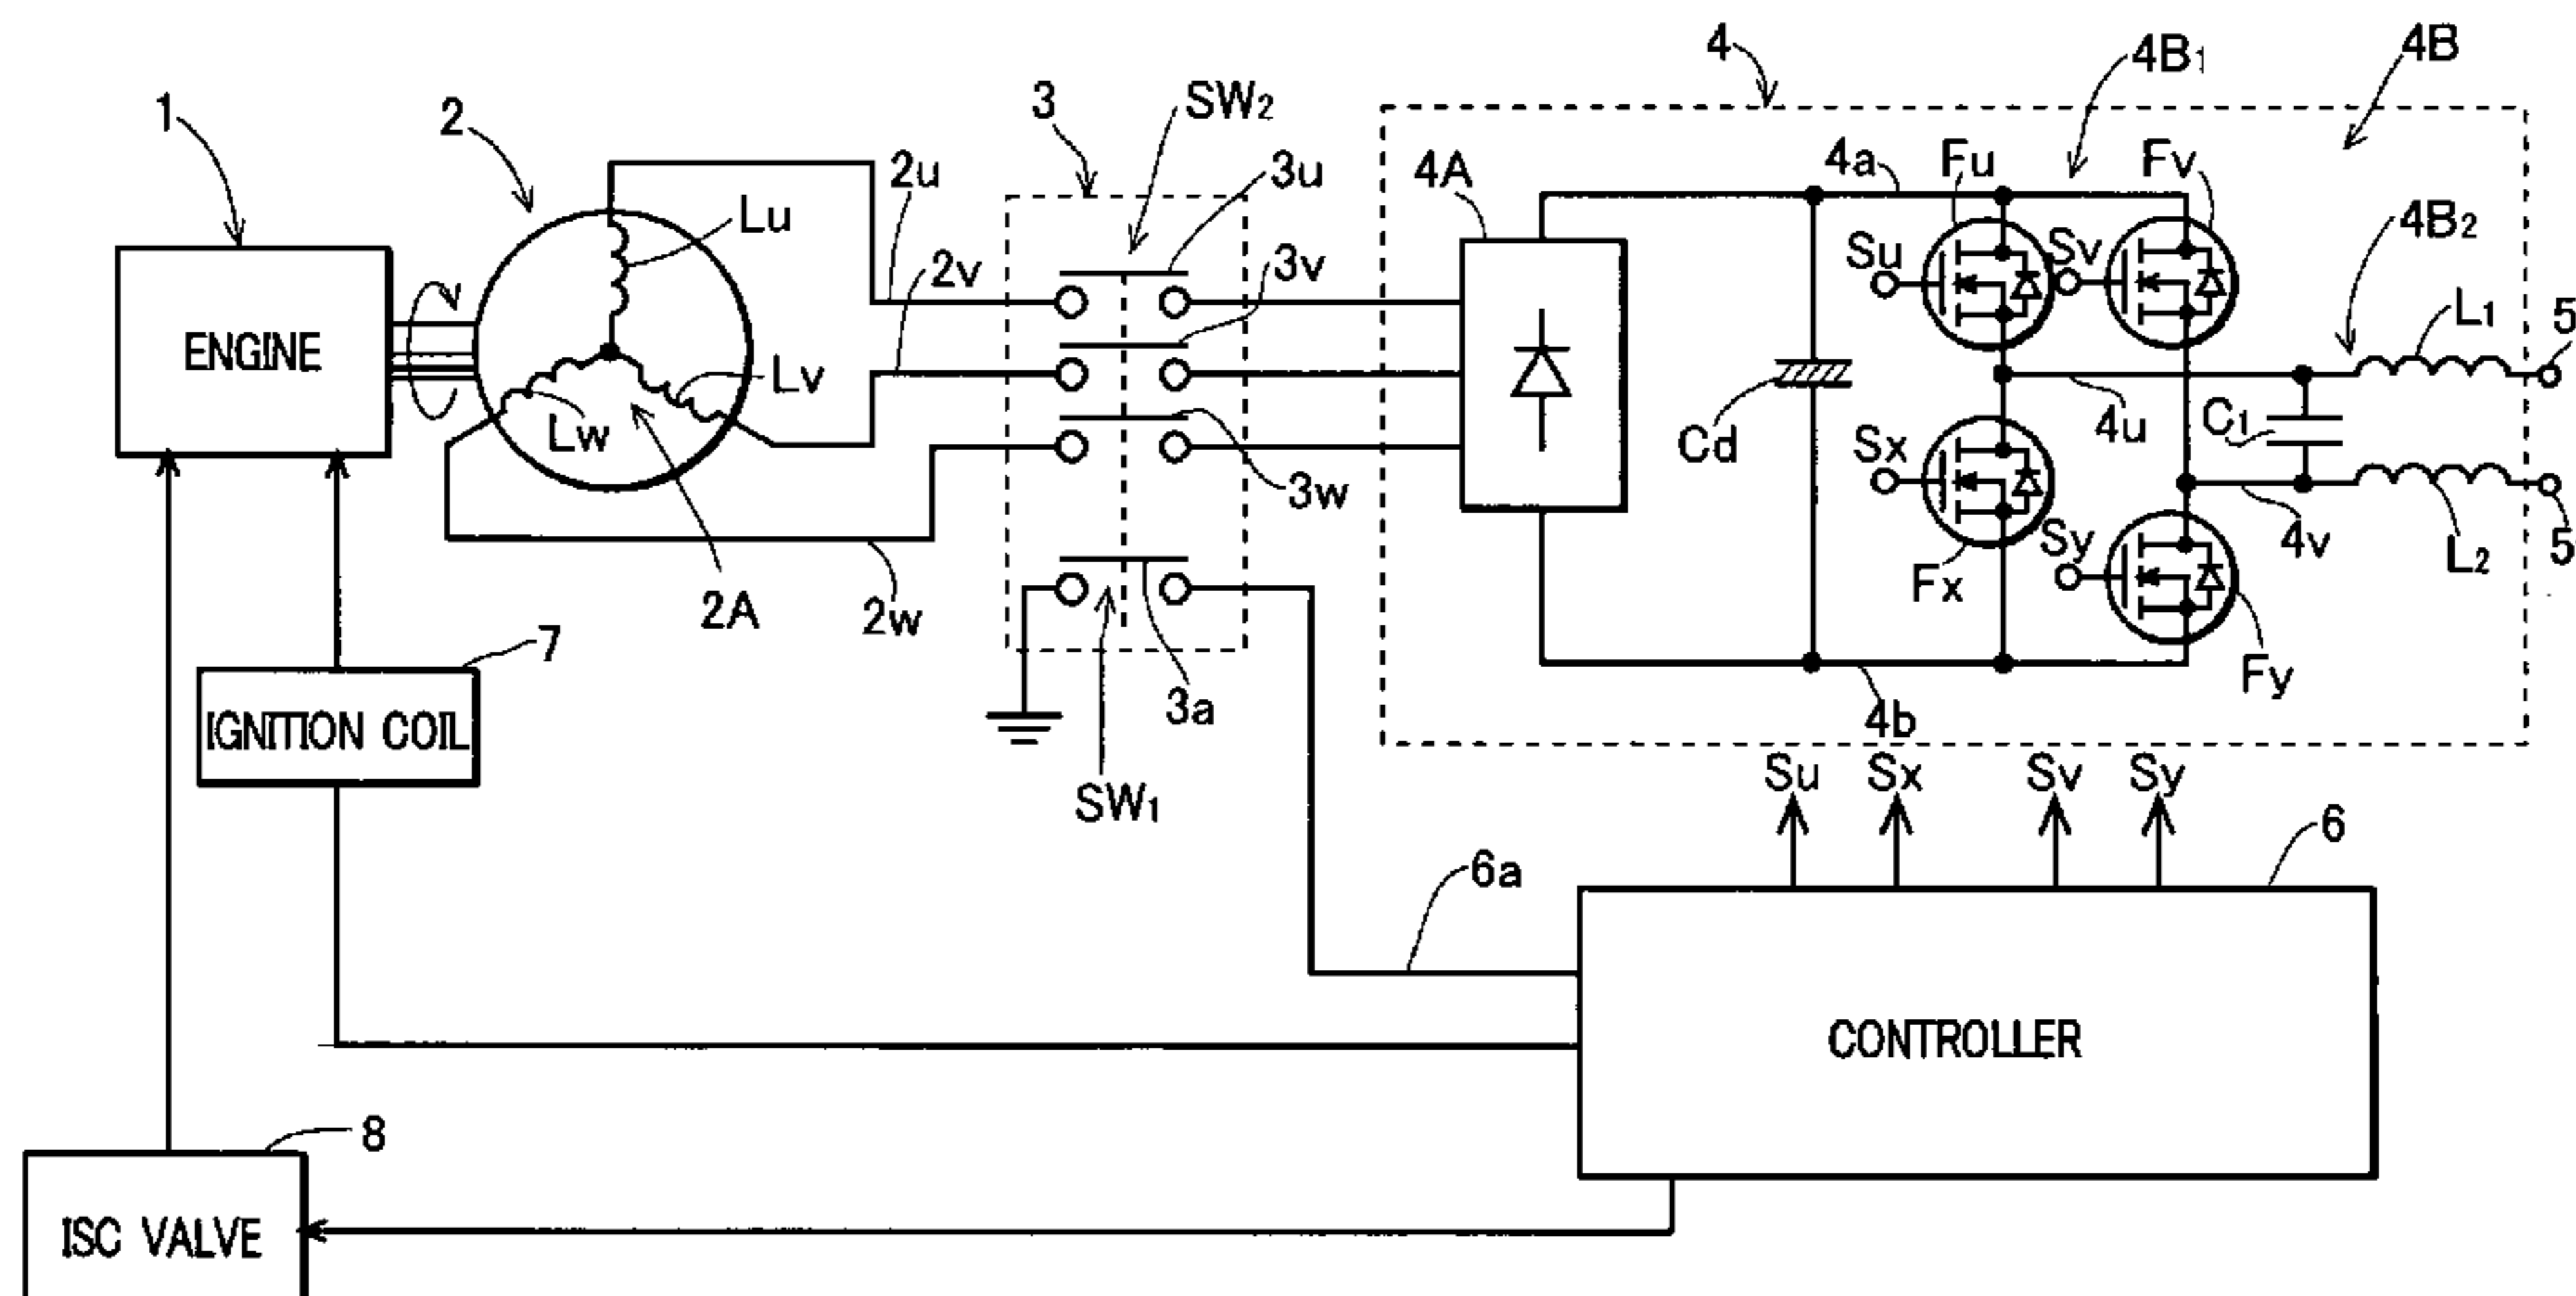 4
4B₁
4B
1
2
3
SW₂
2u
3u
4A
4a
Fu
Fv
Lu
Su
Sv
4B₂
2v
3v
L₁
5
ENGINE
Lv
Lw
Cd
Sx
4u
C₁
3w
Sy
4v
L₂
5
Fx
2A
2w
7
3a
Fy
4b
IGNITION COIL
SW₁
Su
Sx
Sv
Sy
6
6a
CONTROLLER
8
ISC VALVE